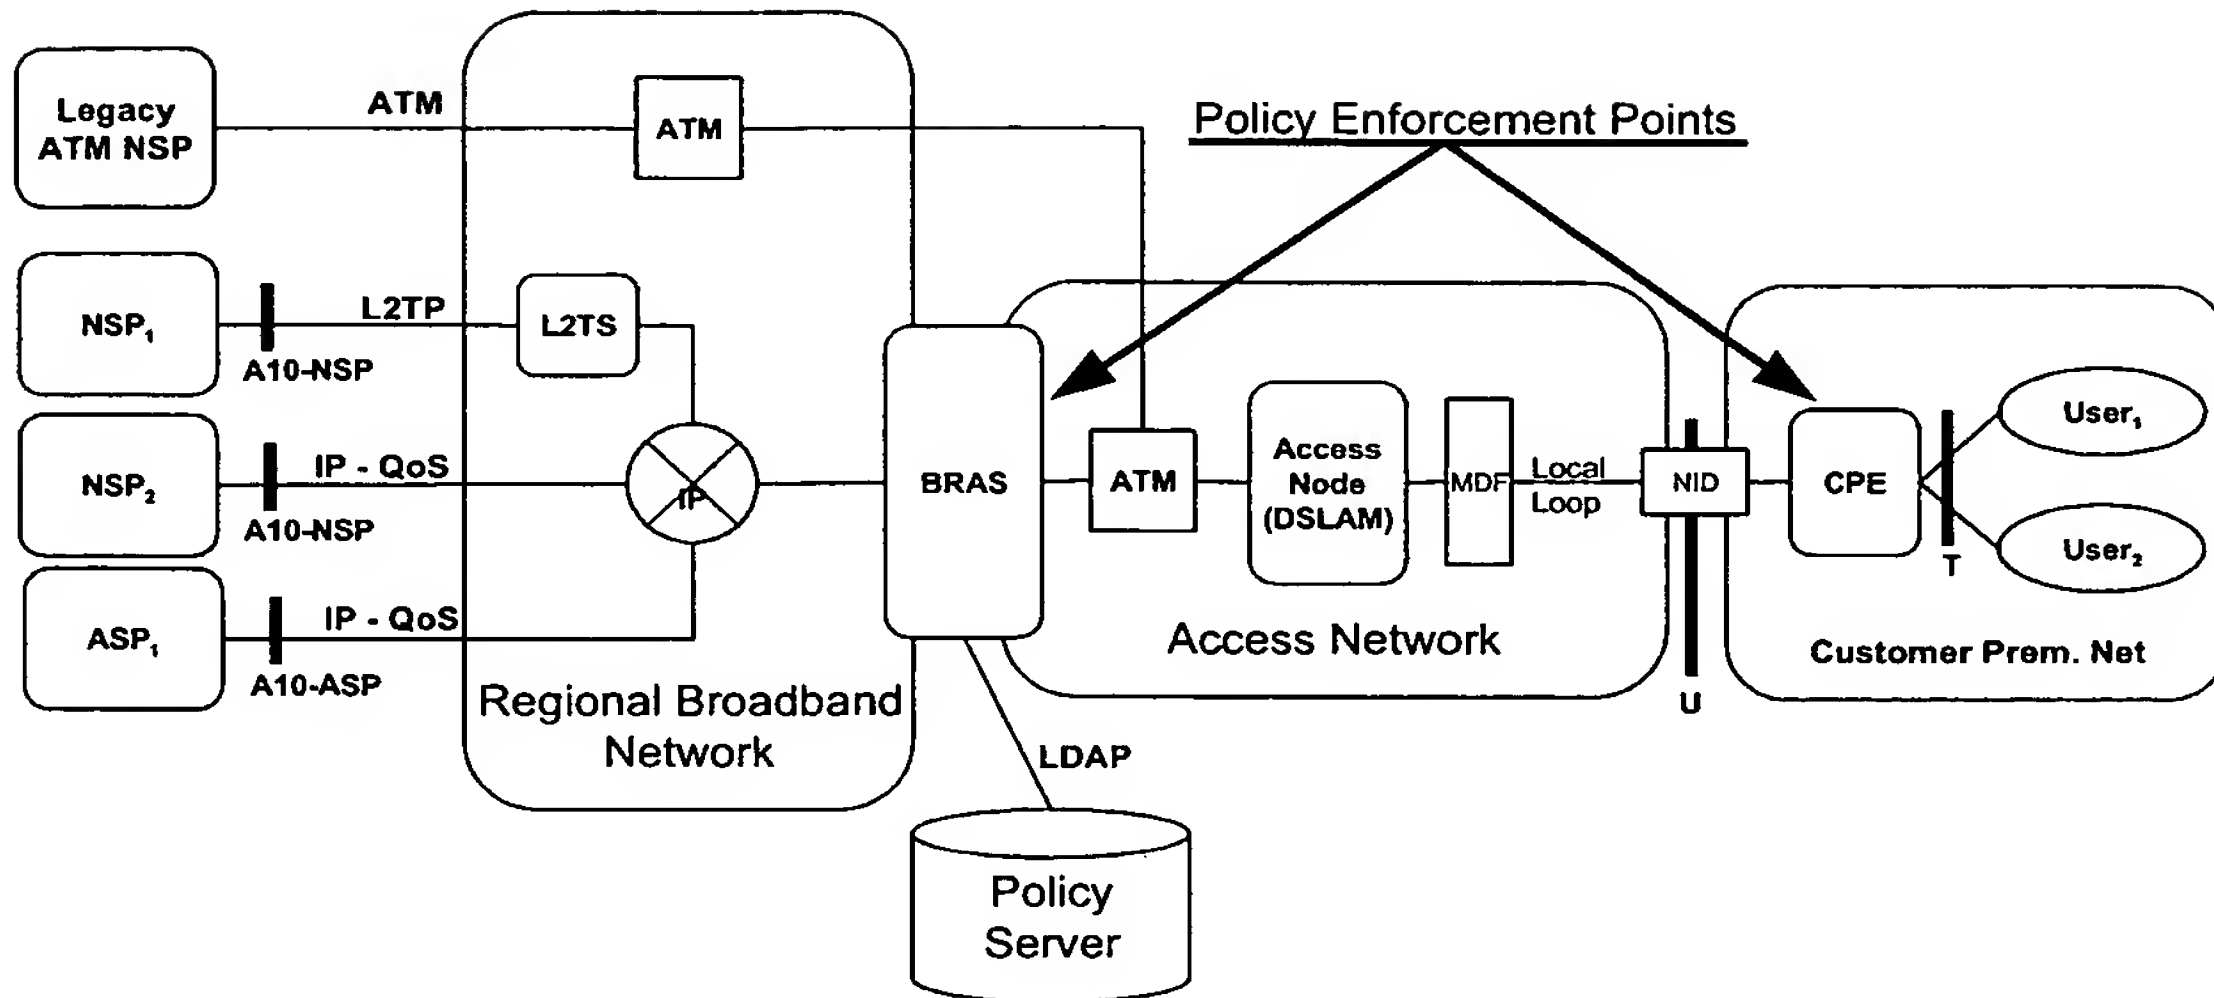 Legacy
ATM NSP
ATM
ATM
Policy Enforcement Points
NSP₁
A10-NSP
L2TP
L2TS
NSP₂
A10-NSP
IP - QoS
IP
ASP₁
A10-ASP
IP - QoS
Regional Broadband
Network
BRAS
ATM
Access
Node
(DSLAM)
MDF
Local
Loop
Access Network
NID
U
CPE
T
User₁
User₂
Customer Prem. Net
LDAP
Policy
Server